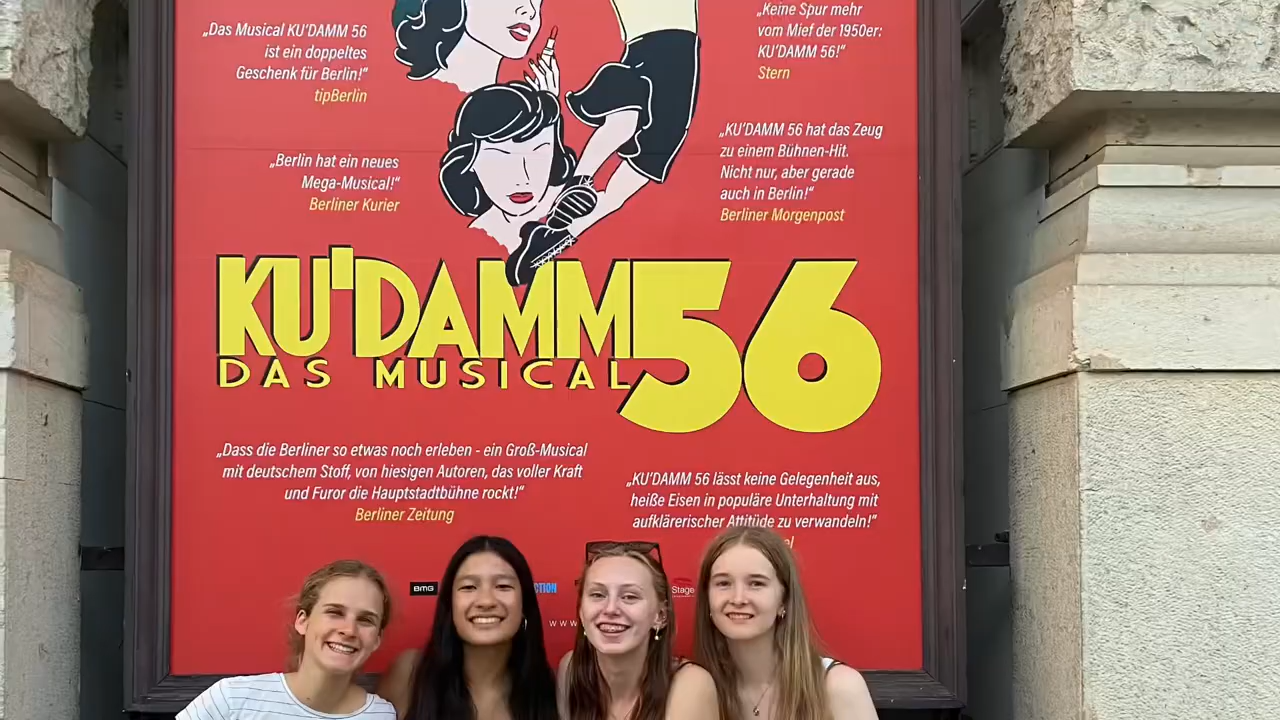 „Das Musical KU'DAMM 56
ist ein doppeltes
Geschenk für Berlin!“
tipBerlin
„Keine Spur mehr
vom Mief der 1950er:
KU'DAMM 56!“
Stern
„Berlin hat ein neues
Mega-Musical!“
Berliner Kurier
„KU'DAMM 56 hat das Zeug
zu einem Bühnen-Hit.
Nicht nur, aber gerade
auch in Berlin!“
Berliner Morgenpost
KU'DAMM 56
DAS MUSICAL
„Dass die Berliner so etwas noch erleben - ein Groß-Musical
mit deutschem Stoff, von hiesigen Autoren, das voller Kraft
und Furor die Hauptstadtbühne rockt!“
Berliner Zeitung
„KU'DAMM 56 lässt keine Gelegenheit aus,
heiße Eisen in populäre Unterhaltung mit
aufklärerischer Attitüde zu verwandeln!“
BMG
Stage
www